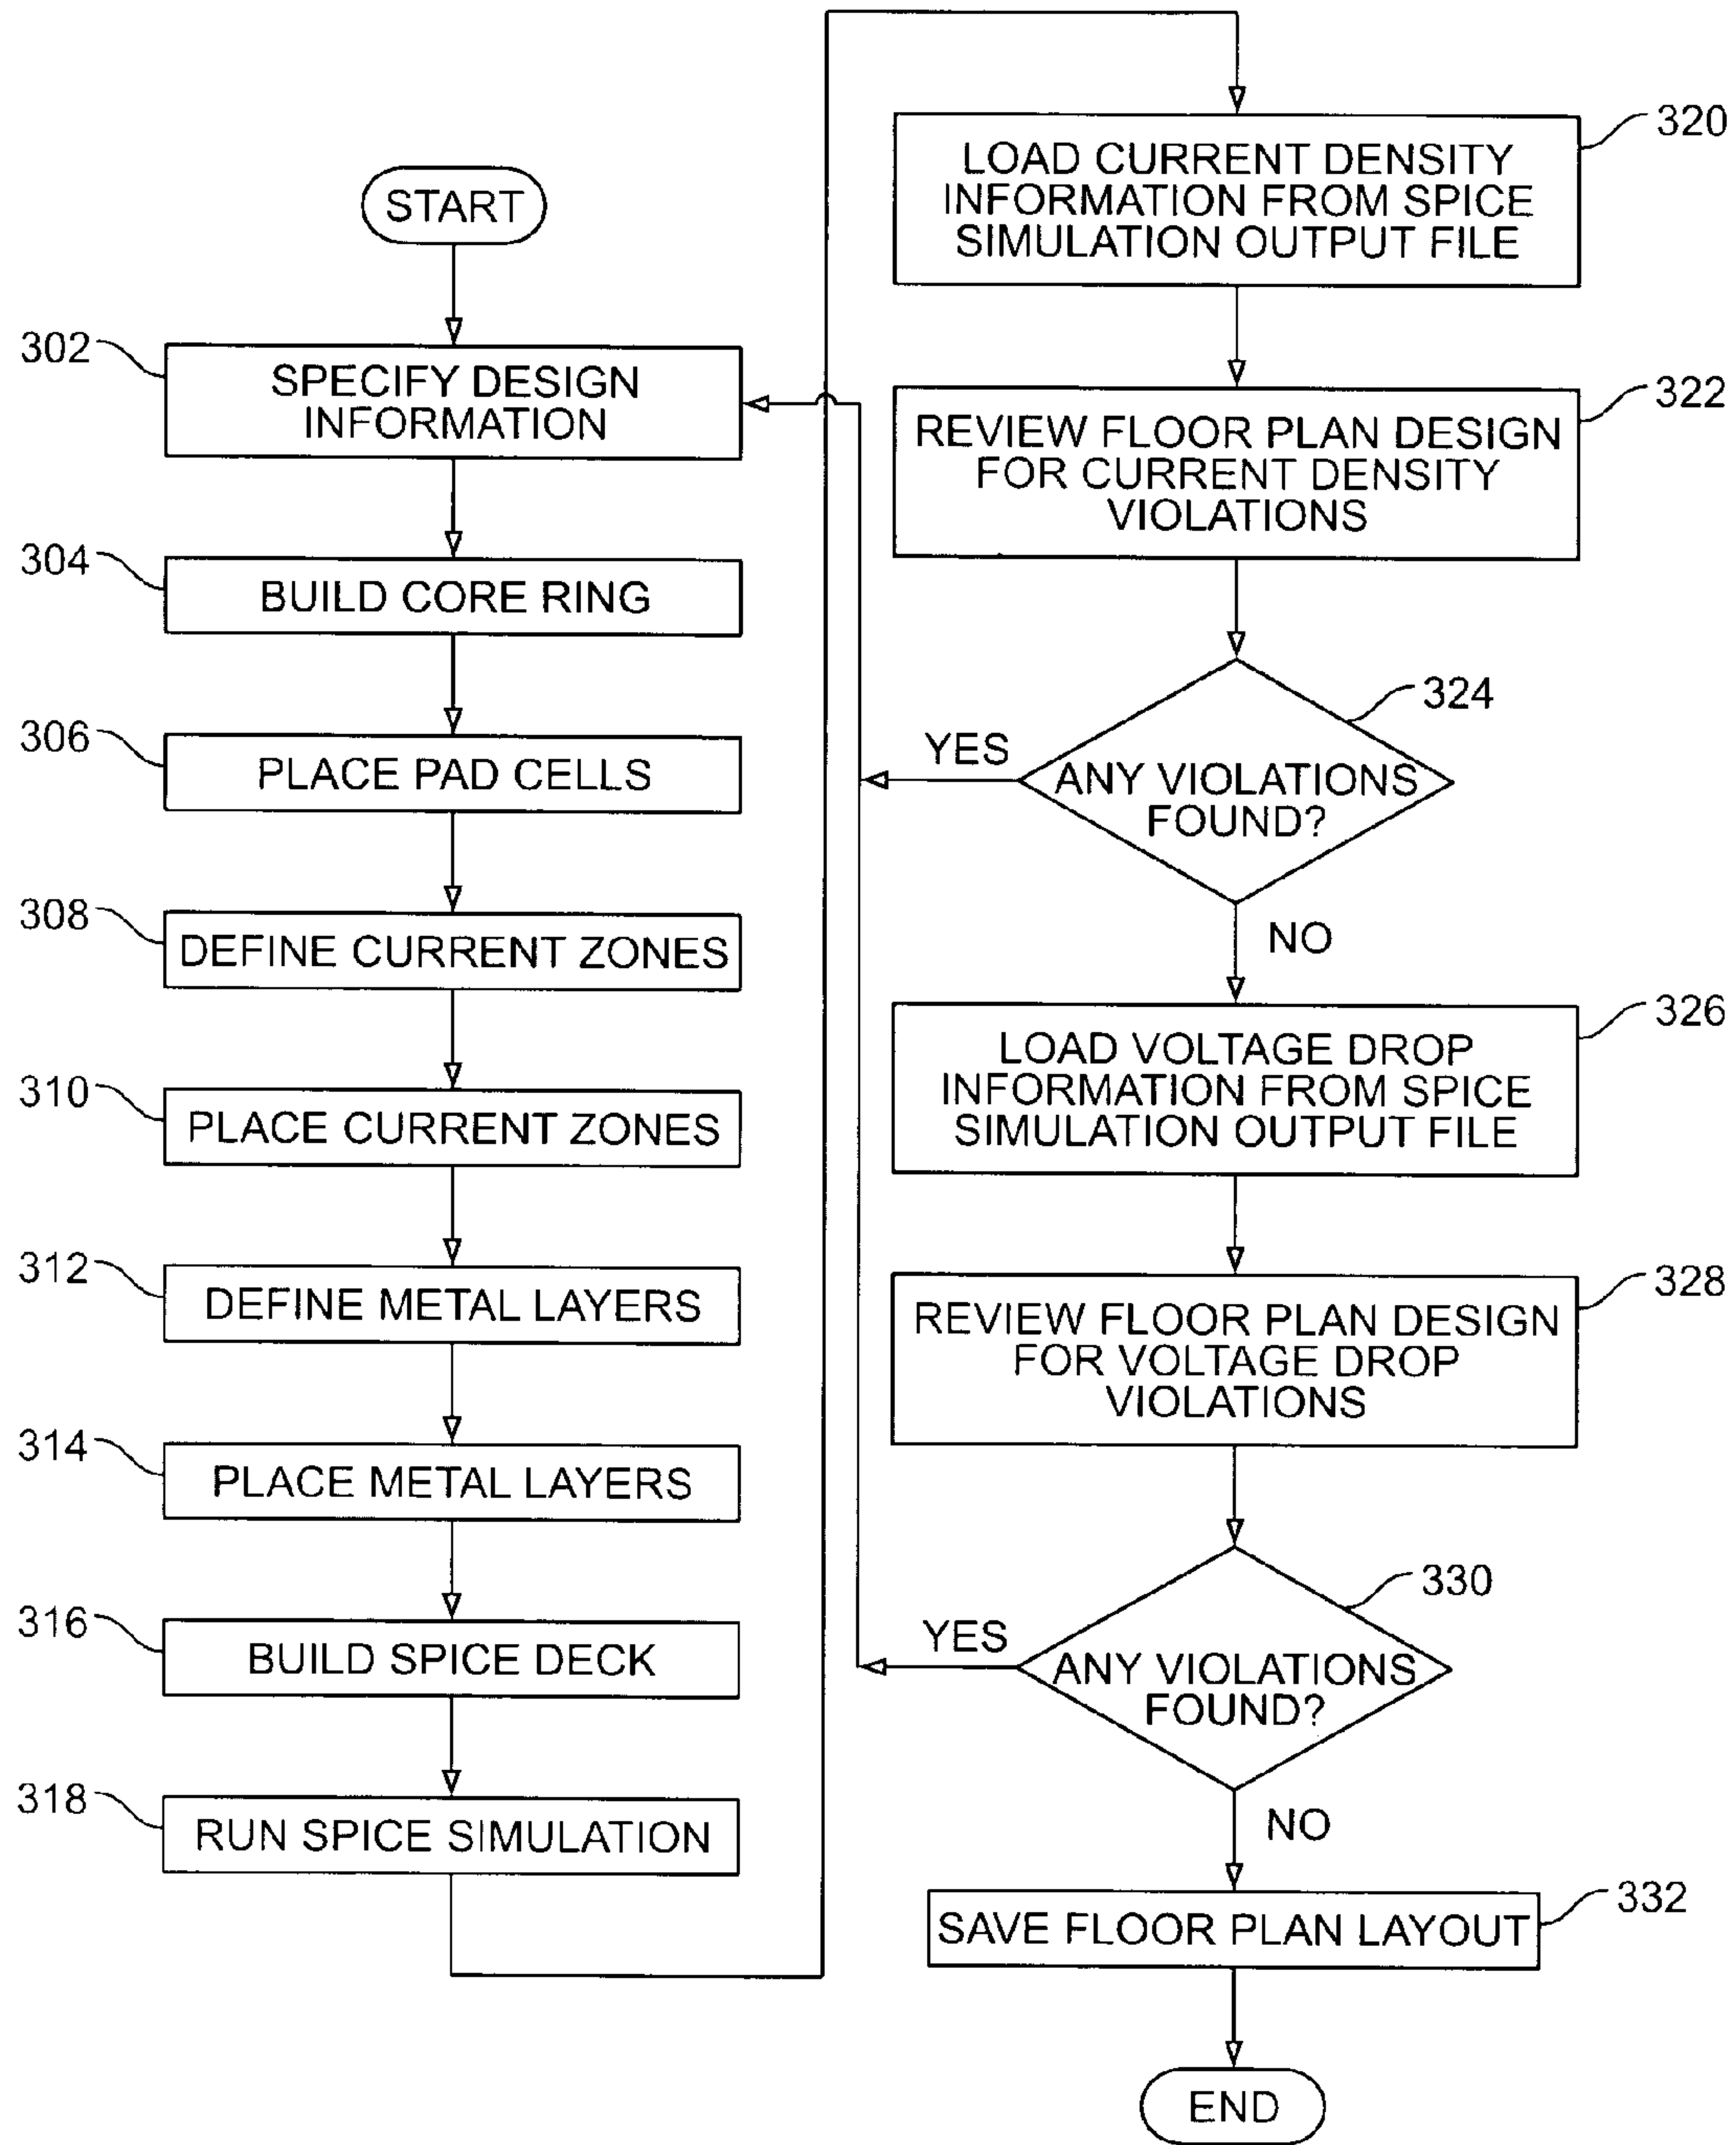 START
302
SPECIFY DESIGN
INFORMATION
304
BUILD CORE RING
306
PLACE PAD CELLS
308
DEFINE CURRENT ZONES
310
PLACE CURRENT ZONES
312
DEFINE METAL LAYERS
314
PLACE METAL LAYERS
316
BUILD SPICE DECK
318
RUN SPICE SIMULATION
320
LOAD CURRENT DENSITY
INFORMATION FROM SPICE
SIMULATION OUTPUT FILE
322
REVIEW FLOOR PLAN DESIGN
FOR CURRENT DENSITY
VIOLATIONS
324
YES
ANY VIOLATIONS
FOUND?
NO
326
LOAD VOLTAGE DROP
INFORMATION FROM SPICE
SIMULATION OUTPUT FILE
328
REVIEW FLOOR PLAN DESIGN
FOR VOLTAGE DROP
VIOLATIONS
330
YES
ANY VIOLATIONS
FOUND?
NO
332
SAVE FLOOR PLAN LAYOUT
END